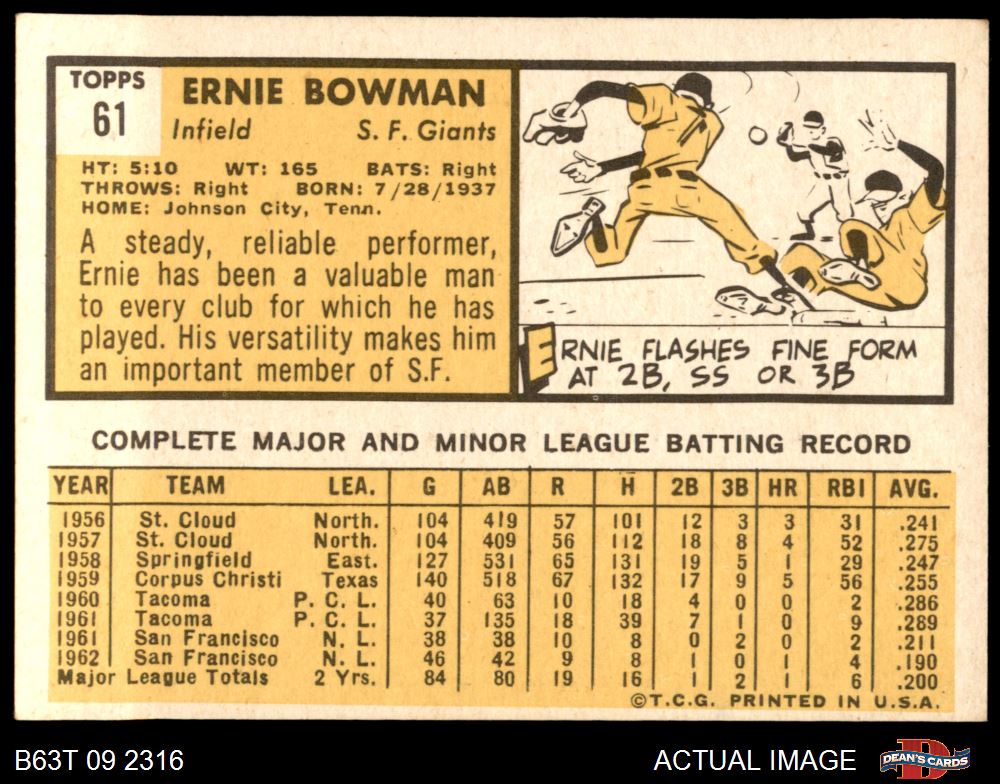 TOPPS
61
ERNIE BOWMAN
Infield S. F. Giants
HT: 5:10 WT: 165 BATS: Right
THROWS: Right BORN: 7/28/1937
HOME: Johnson City, Tenn.
A steady, reliable performer,
Ernie has been a valuable man
to every club for which he has
played. His versatility makes him
an important member of S.F.
ERNIE FLASHES FINE FORM
AT 2B, SS OR 3B
COMPLETE MAJOR AND MINOR LEAGUE BATTING RECORD
YEAR TEAM LEA. G AB R H 2B 3B HR RBI AVG.
1956 St. Cloud North. 104 419 57 101 12 3 3 31 .241
1957 St. Cloud North. 104 409 56 112 18 8 4 52 .275
1958 Springfield East. 127 531 65 131 19 5 1 29 .247
1959 Corpus Christi Texas 140 518 67 132 17 9 5 56 .255
1960 Tacoma P. C. L. 40 63 10 18 4 0 0 2 .286
1961 Tacoma P. C. L. 37 135 18 39 7 1 0 9 .289
1961 San Francisco N. L. 38 38 10 8 0 2 0 2 .211
1962 San Francisco N. L. 46 42 9 8 1 0 1 4 .190
Major League Totals 2 Yrs. 84 80 19 16 1 2 1 6 .200
©T.C.G. PRINTED IN U.S.A.
B63T 09 2316 ACTUAL IMAGE
D
DEAN'S CARDS